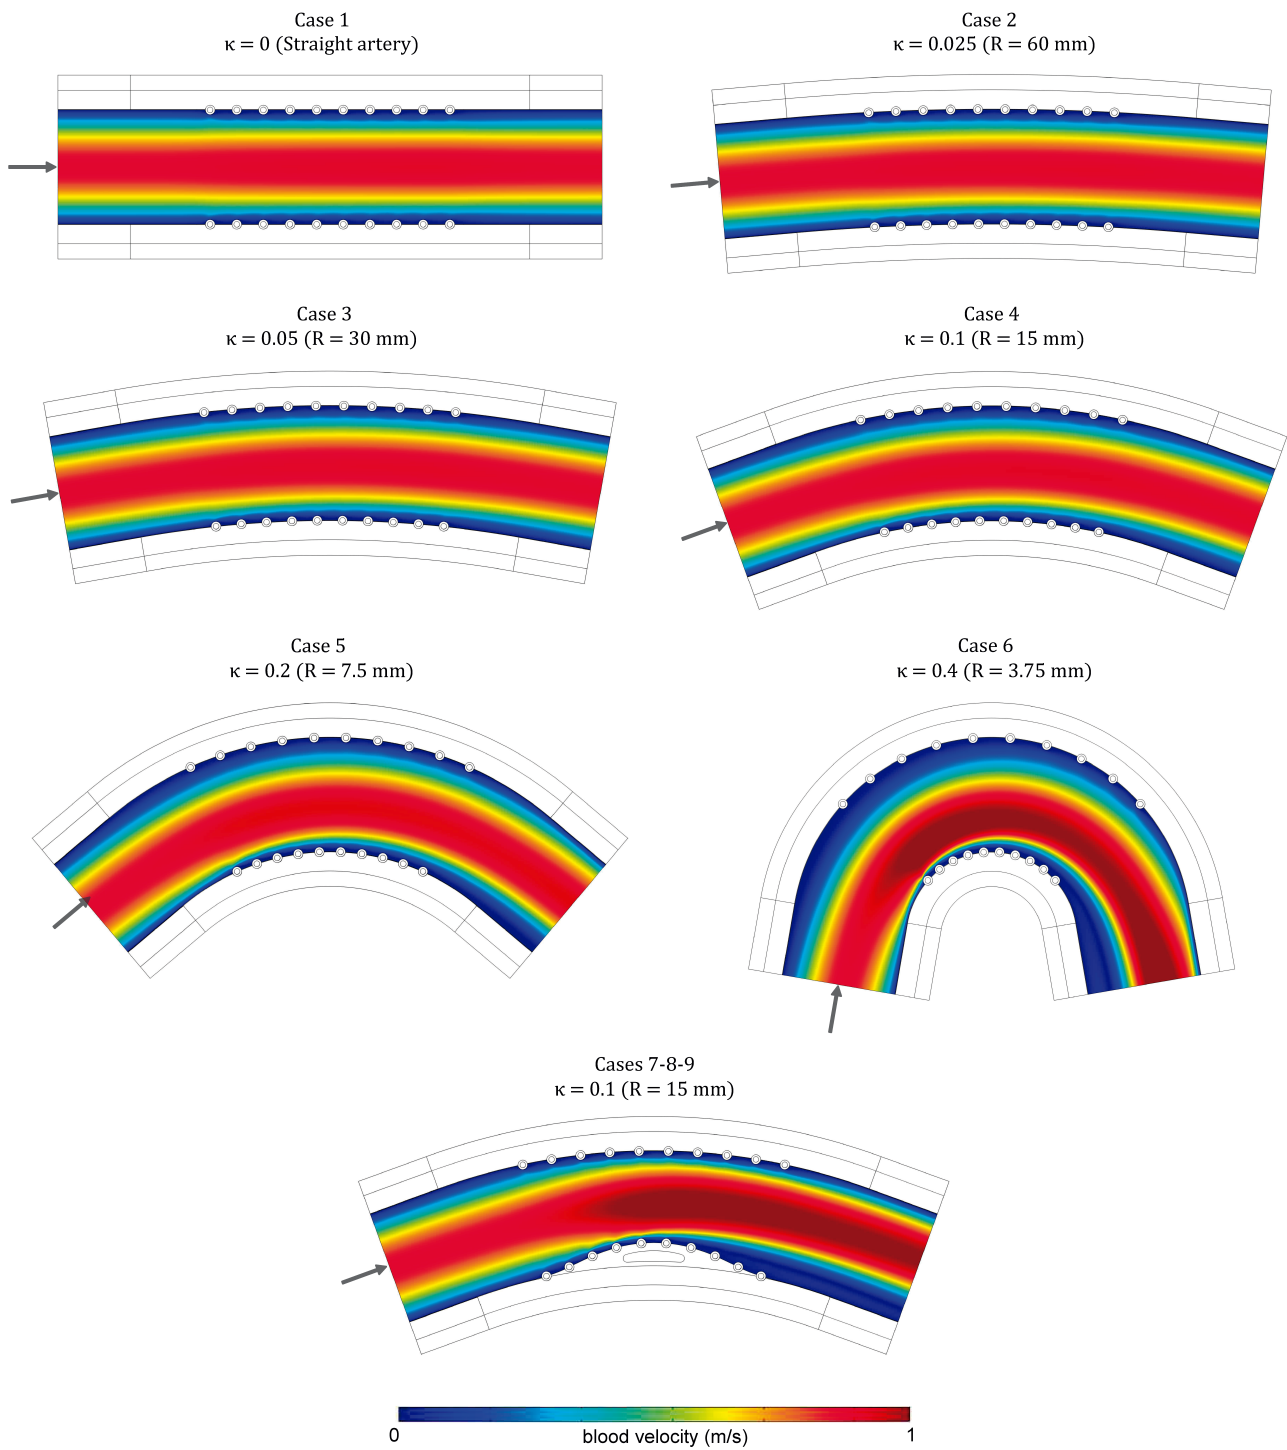 Case 1
κ = 0 (Straight artery)
Case 2
κ = 0.025 (R = 60 mm)
Case 3
κ = 0.05 (R = 30 mm)
Case 4
κ = 0.1 (R = 15 mm)
Case 5
κ = 0.2 (R = 7.5 mm)
Case 6
κ = 0.4 (R = 3.75 mm)
Cases 7-8-9
κ = 0.1 (R = 15 mm)
0
blood velocity (m/s)
1